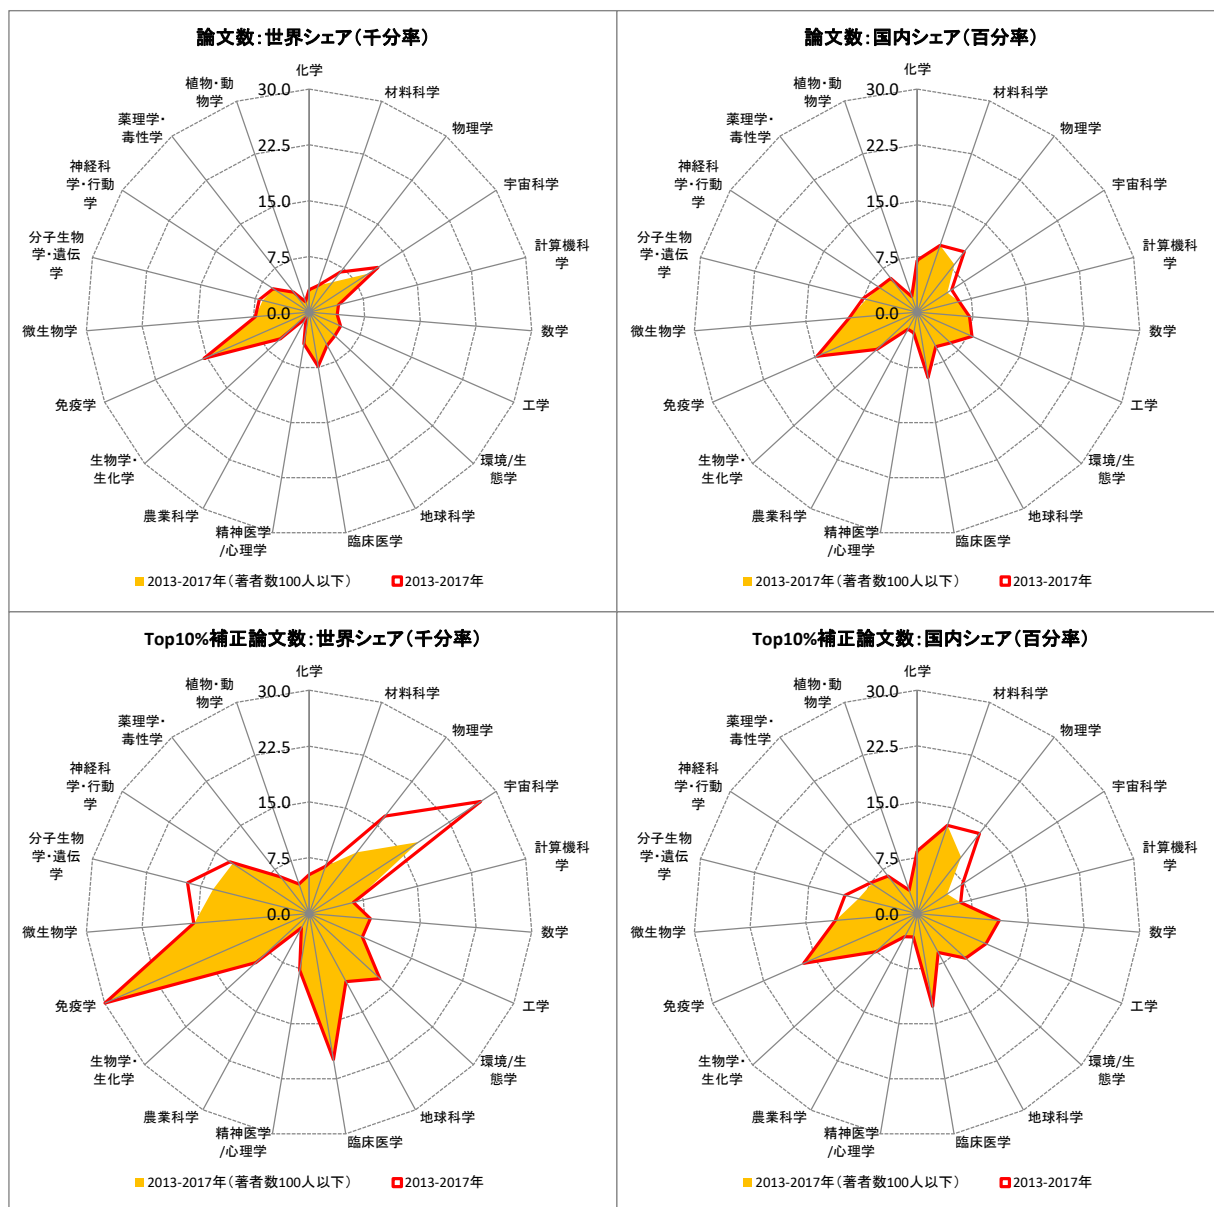 論文数：世界シェア（千分率）
化学
材料科学
物理学
宇宙科学
計算機科
学
数学
工学
環境/生
態学
地球科学
臨床医学
精神医学
/心理学
農業科学
生物学・
生化学
免疫学
微生物学
分子生物
学・遺伝
学
神経科
学・行動
学
薬理学・
毒性学
植物・動
物学
30.0
22.5
15.0
7.5
0.0
2013-2017年（著者数100人以下）
2013-2017年
論文数：国内シェア（百分率）
化学
材料科学
物理学
宇宙科学
計算機科
学
数学
工学
環境/生
態学
地球科学
臨床医学
精神医学
/心理学
農業科学
生物学・
生化学
免疫学
微生物学
分子生物
学・遺伝
学
神経科
学・行動
学
薬理学・
毒性学
植物・動
物学
30.0
22.5
15.0
7.5
0.0
2013-2017年（著者数100人以下）
2013-2017年
Top10%補正論文数：世界シェア（千分率）
化学
材料科学
物理学
宇宙科学
計算機科
学
数学
工学
環境/生
態学
地球科学
臨床医学
精神医学
/心理学
農業科学
生物学・
生化学
免疫学
微生物学
分子生物
学・遺伝
学
神経科
学・行動
学
薬理学・
毒性学
植物・動
物学
30.0
22.5
15.0
7.5
0.0
2013-2017年（著者数100人以下）
2013-2017年
Top10%補正論文数：国内シェア（百分率）
化学
材料科学
物理学
宇宙科学
計算機科
学
数学
工学
環境/生
態学
地球科学
臨床医学
精神医学
/心理学
農業科学
生物学・
生化学
免疫学
微生物学
分子生物
学・遺伝
学
神経科
学・行動
学
薬理学・
毒性学
植物・動
物学
30.0
22.5
15.0
7.5
0.0
2013-2017年（著者数100人以下）
2013-2017年